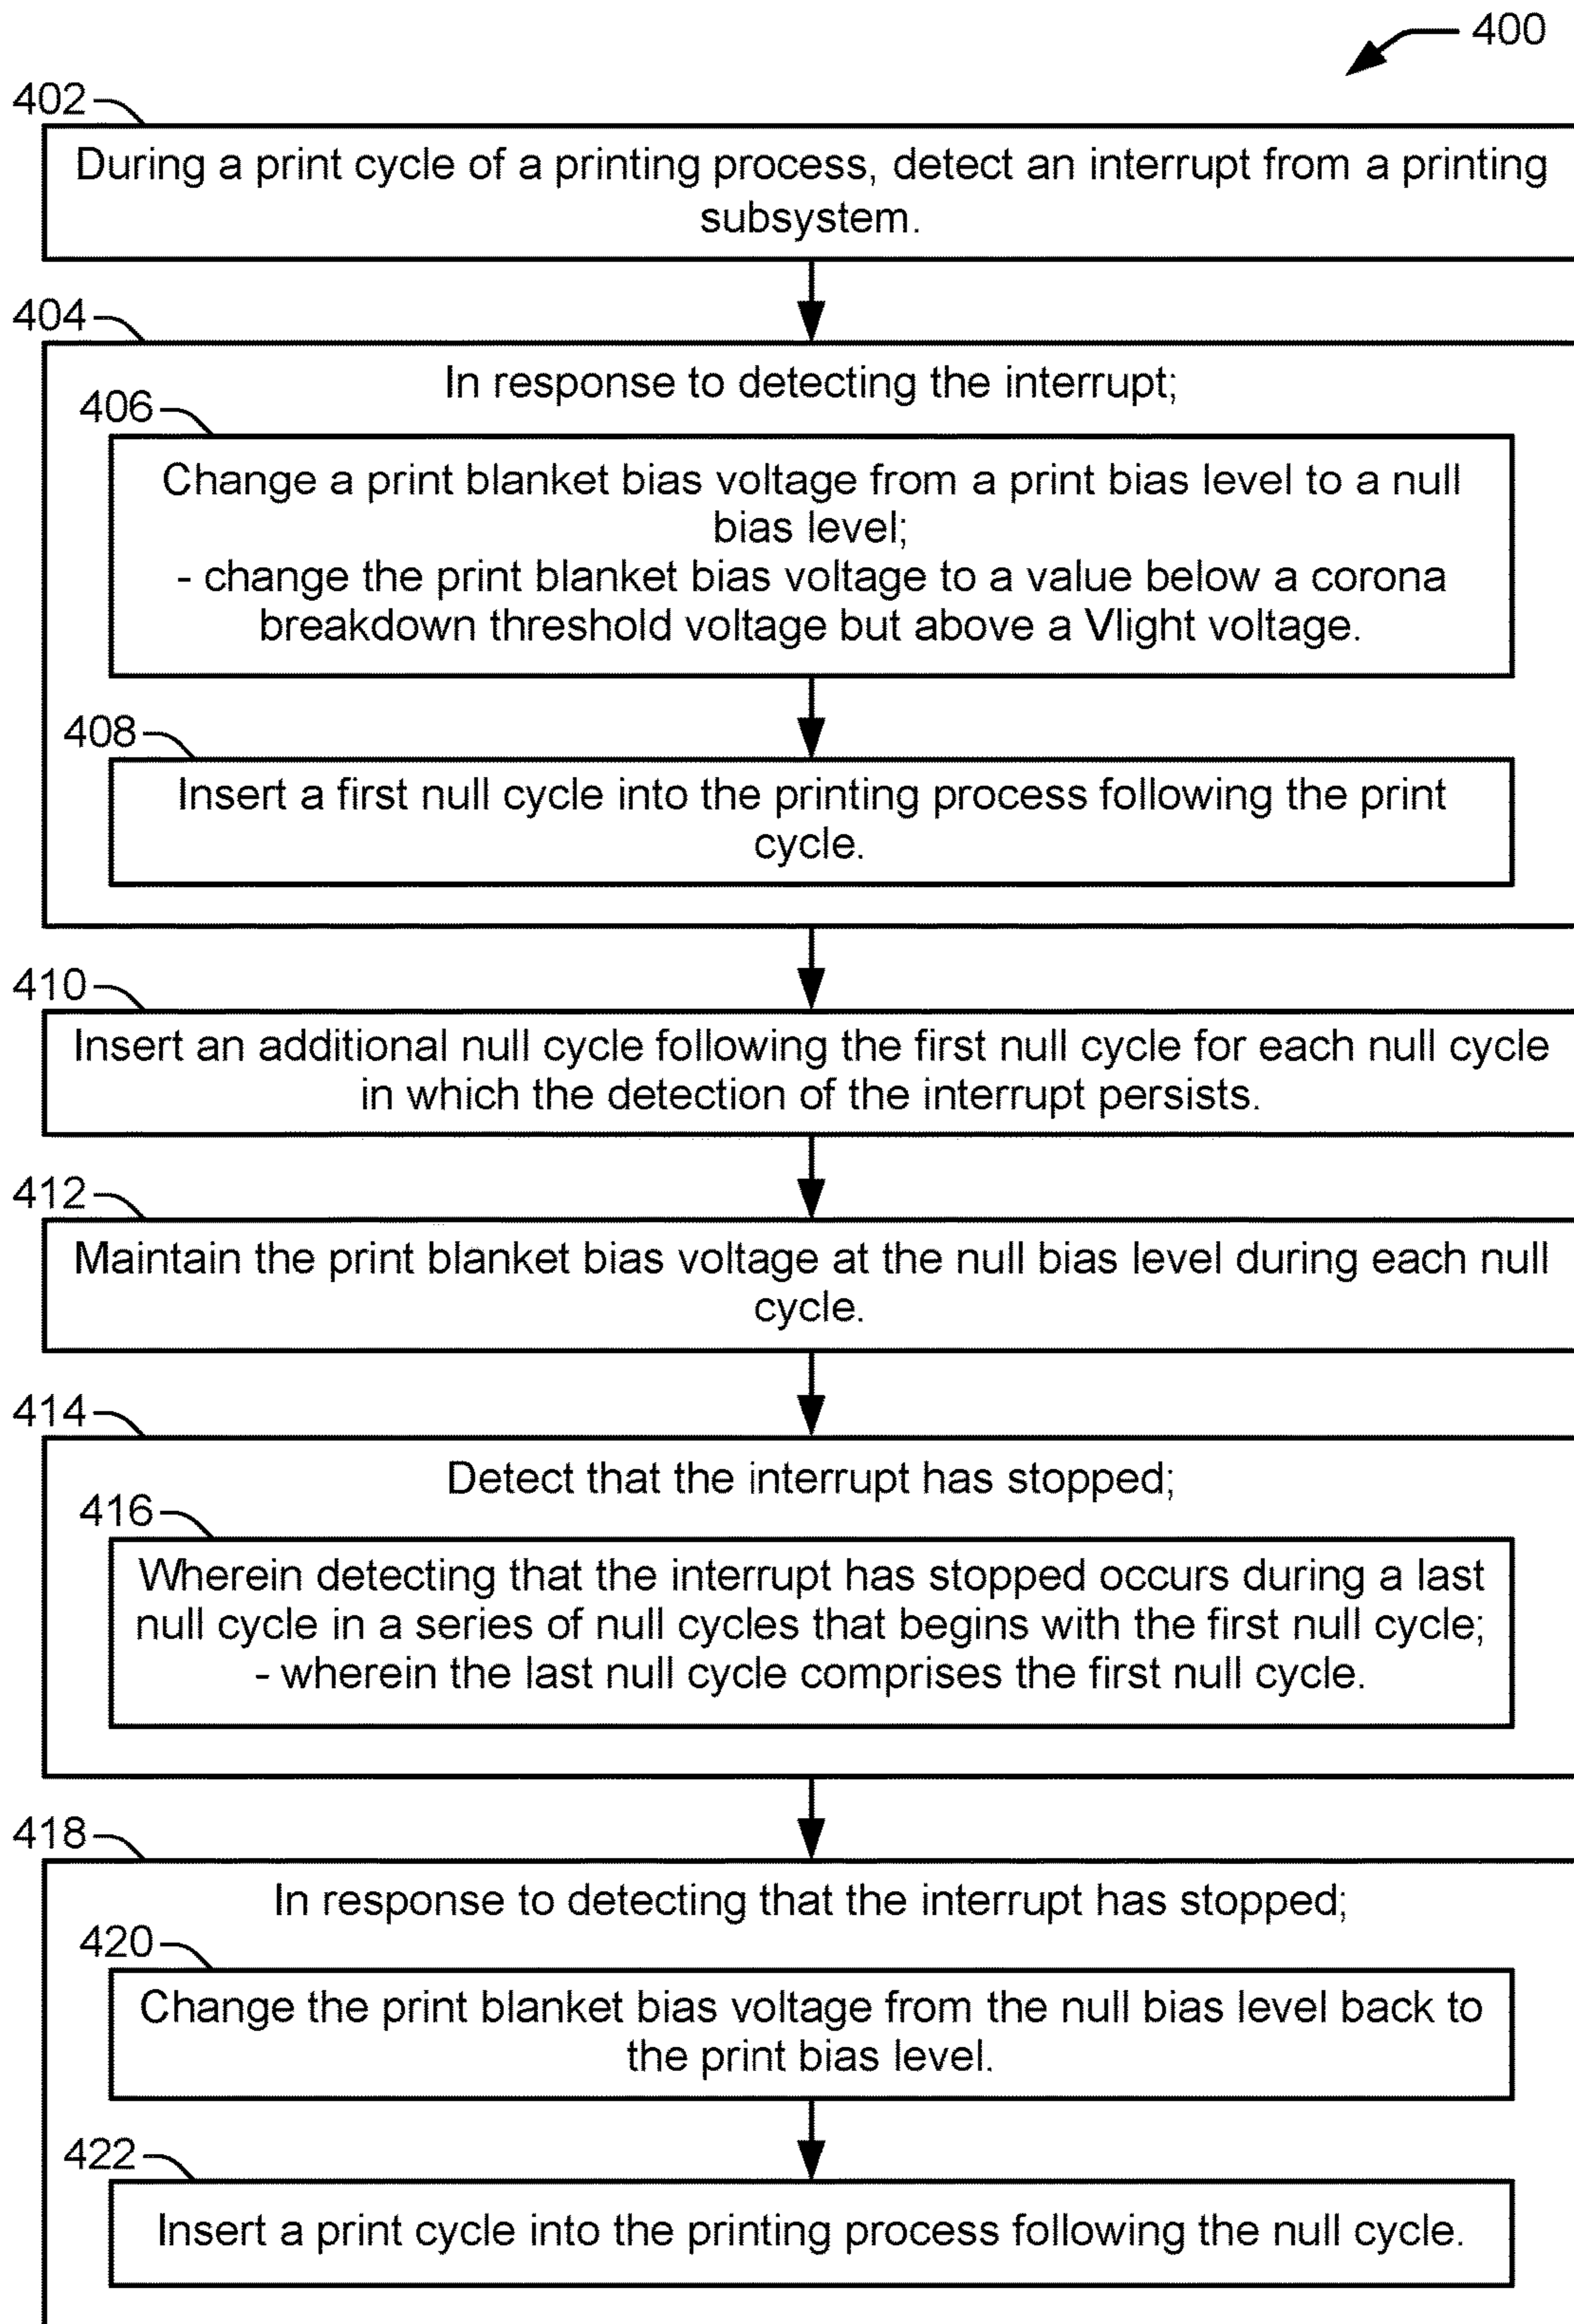 400
402
During a print cycle of a printing process, detect an interrupt from a printing
subsystem.
404
In response to detecting the interrupt;
406
Change a print blanket bias voltage from a print bias level to a null
bias level;
- change the print blanket bias voltage to a value below a corona
breakdown threshold voltage but above a Vlight voltage.
408
Insert a first null cycle into the printing process following the print
cycle.
410
Insert an additional null cycle following the first null cycle for each null cycle
in which the detection of the interrupt persists.
412
Maintain the print blanket bias voltage at the null bias level during each null
cycle.
414
Detect that the interrupt has stopped;
416
Wherein detecting that the interrupt has stopped occurs during a last
null cycle in a series of null cycles that begins with the first null cycle;
- wherein the last null cycle comprises the first null cycle.
418
In response to detecting that the interrupt has stopped;
420
Change the print blanket bias voltage from the null bias level back to
the print bias level.
422
Insert a print cycle into the printing process following the null cycle.